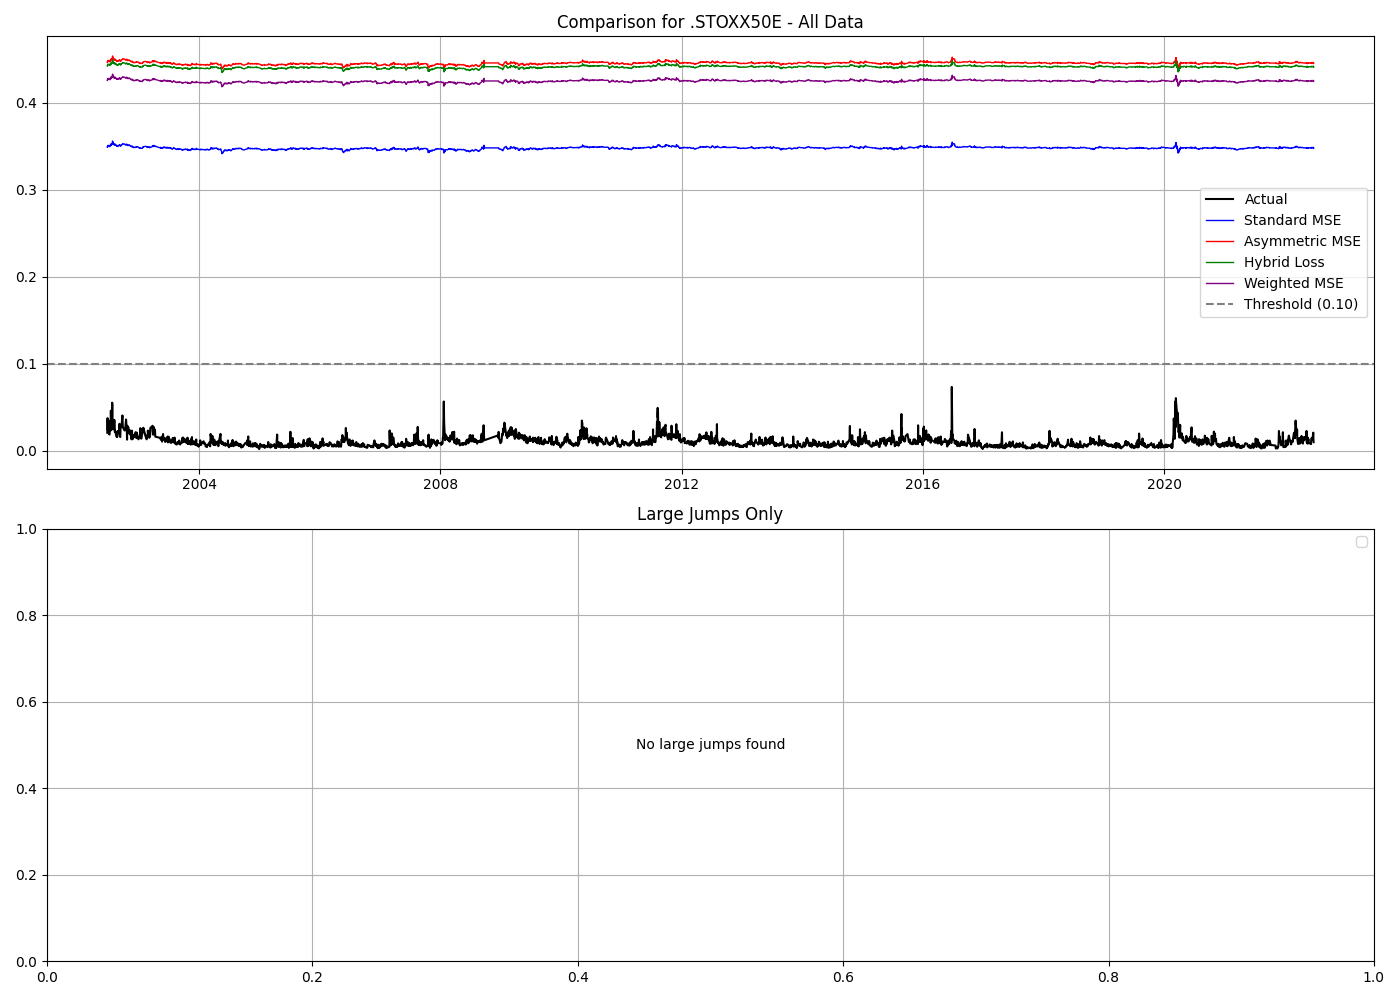 Comparison for .STOXX50E - All Data
0.4
0.3
0.2
0.1
0.0
Actual
Standard MSE
Asymmetric MSE
Hybrid Loss
Weighted MSE
Threshold (0.10)
2004
2008
2012
2016
2020
Large Jumps Only
1.0
0.8
0.6
0.4
0.2
0.0
No large jumps found
0.0
0.2
0.4
0.6
0.8
1.0